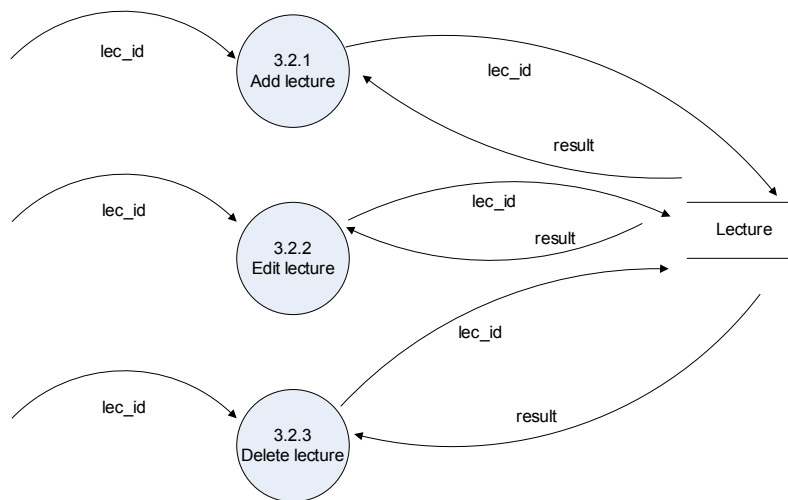 lec_id
3.2.1
Add lecture
lec_id
result
lec_id
3.2.2
Edit lecture
lec_id
result
Lecture
lec_id
3.2.3
Delete lecture
lec_id
result